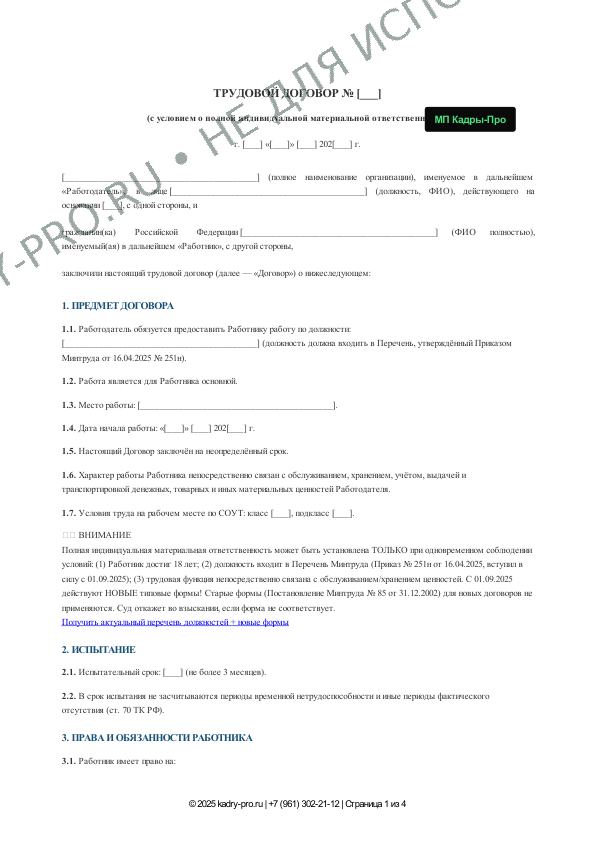 Y-PRO.RU • НЕ ДЛЯ ИСПО
ТРУДОВОЙ ДОГОВОР № [___]
(с условием о полной индивидуальной материальной ответственн
МП Кадры-Про
г. [___] «[___]» [___] 202[___] г.
[________________________________________] (полное наименование организации), именуемое в дальнейшем
«Работодатель», в лице [________________________________________] (должность, ФИО), действующего на
основании [___], с одной стороны, и
гражданин(ка) Российской Федерации [________________________________________] (ФИО полностью),
именуемый(ая) в дальнейшем «Работник», с другой стороны,
заключили настоящий трудовой договор (далее — «Договор») о нижеследующем:
1. ПРЕДМЕТ ДОГОВОРА
1.1. Работодатель обязуется предоставить Работнику работу по должности:
[________________________________________] (должность должна входить в Перечень, утверждённый Приказом
Минтруда от 16.04.2025 № 251н).
1.2. Работа является для Работника основной.
1.3. Место работы: [________________________________________].
1.4. Дата начала работы: «[___]» [___] 202[___] г.
1.5. Настоящий Договор заключён на неопределённый срок.
1.6. Характер работы Работника непосредственно связан с обслуживанием, хранением, учётом, выдачей и
транспортировкой денежных, товарных и иных материальных ценностей Работодателя.
1.7. Условия труда на рабочем месте по СОУТ: класс [___], подкласс [___].
ВНИМАНИЕ
Полная индивидуальная материальная ответственность может быть установлена ТОЛЬКО при одновременном соблюдении
условий: (1) Работник достиг 18 лет; (2) должность входит в Перечень Минтруда (Приказ № 251н от 16.04.2025, вступил в
силу с 01.09.2025); (3) трудовая функция непосредственно связана с обслуживанием/хранением ценностей. С 01.09.2025
действуют НОВЫЕ типовые формы! Старые формы (Постановление Минтруда № 85 от 31.12.2002) для новых договоров не
применяются. Суд откажет во взыскании, если форма не соответствует.
Получить актуальный перечень должностей + новые формы
2. ИСПЫТАНИЕ
2.1. Испытательный срок: [___] (не более 3 месяцев).
2.2. В срок испытания не засчитываются периоды временной нетрудоспособности и иные периоды фактического
отсутствия (ст. 70 ТК РФ).
3. ПРАВА И ОБЯЗАННОСТИ РАБОТНИКА
3.1. Работник имеет право на:
© 2025 kadry-pro.ru | +7 (961) 302-21-12 | Страница 1 из 4